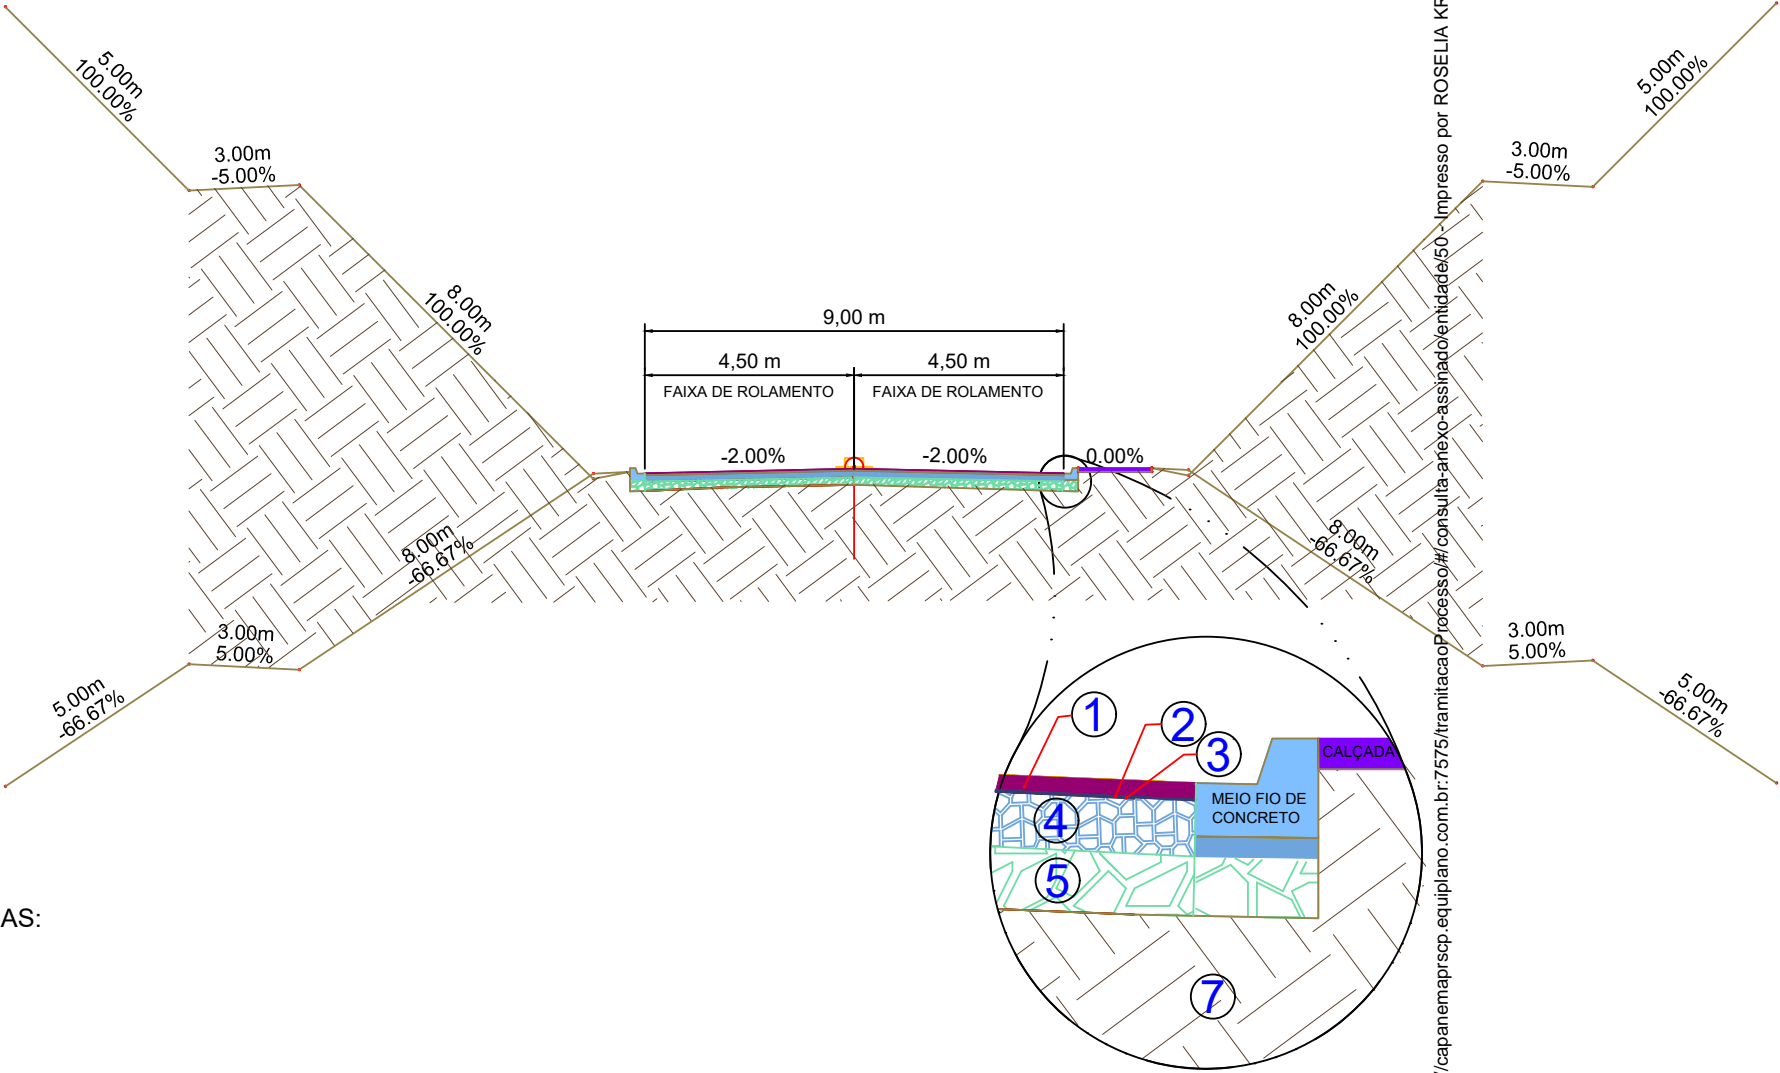 5.00m
100.00%
3.00m
-5.00%
8.00m
100.00%
9,00 m
4,50 m
4,50 m
FAIXA DE ROLAMENTO
FAIXA DE ROLAMENTO
-2.00%
-2.00%
0.00%
5.00m
100.00%
3.00m
-5.00%
8.00m
100.00%
8.00m
-66.67%
3.00m
5.00%
5.00m
-66.67%
8.00m
-66.67%
3.00m
5.00%
5.00m
-66.67%
1
2
3
4
5
7
CALÇADA
MEIO FIO DE
CONCRETO
AS:
/capanemaprscp.equiplano.com.br:7575/tramitacaoProcesso/#/consulta-anexo-assinado/entidade/50 - Impresso por ROSELIA KR